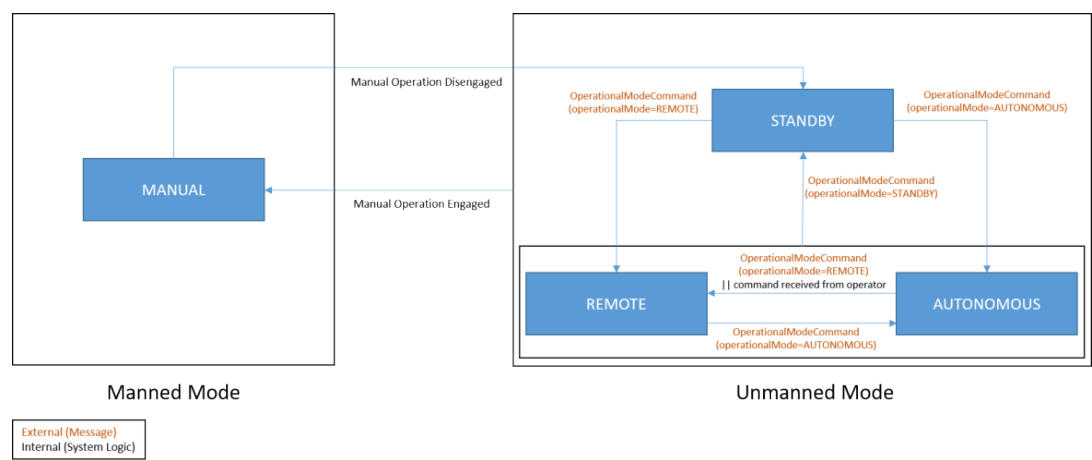 Manual Operation Disengaged
OperationalModeCommand
(operationalMode=REMOTE)
STANDBY
OperationalModeCommand
(operationalMode=AUTONOMOUS)
MANUAL
Manual Operation Engaged
OperationalModeCommand
(operationalMode=STANDBY)
OperationalModeCommand
(operationalMode=REMOTE)
|| command received from operator
REMOTE
AUTONOMOUS
OperationalModeCommand
(operationalMode=AUTONOMOUS)
Manned Mode
Unmanned Mode
External (Message)
Internal (System Logic)